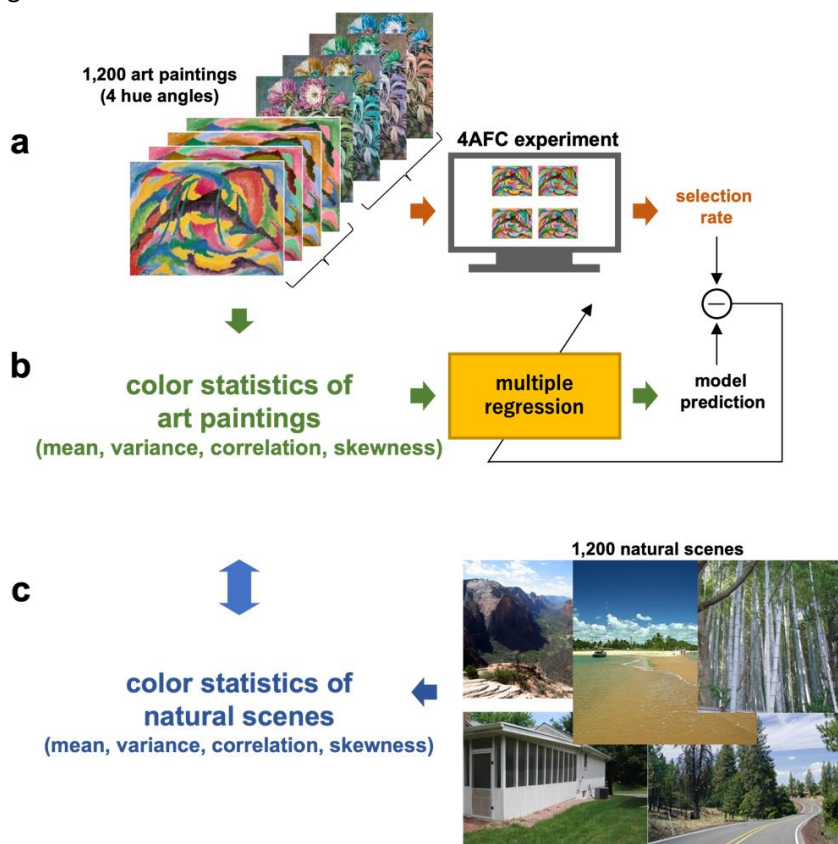 1,200 art paintings
(4 hue angles)
a
4AFC experiment
selection
rate
b
color statistics of
art paintings
(mean, variance, correlation, skewness)
multiple
regression
model
prediction
c
1,200 natural scenes
color statistics of
natural scenes
(mean, variance, correlation, skewness)